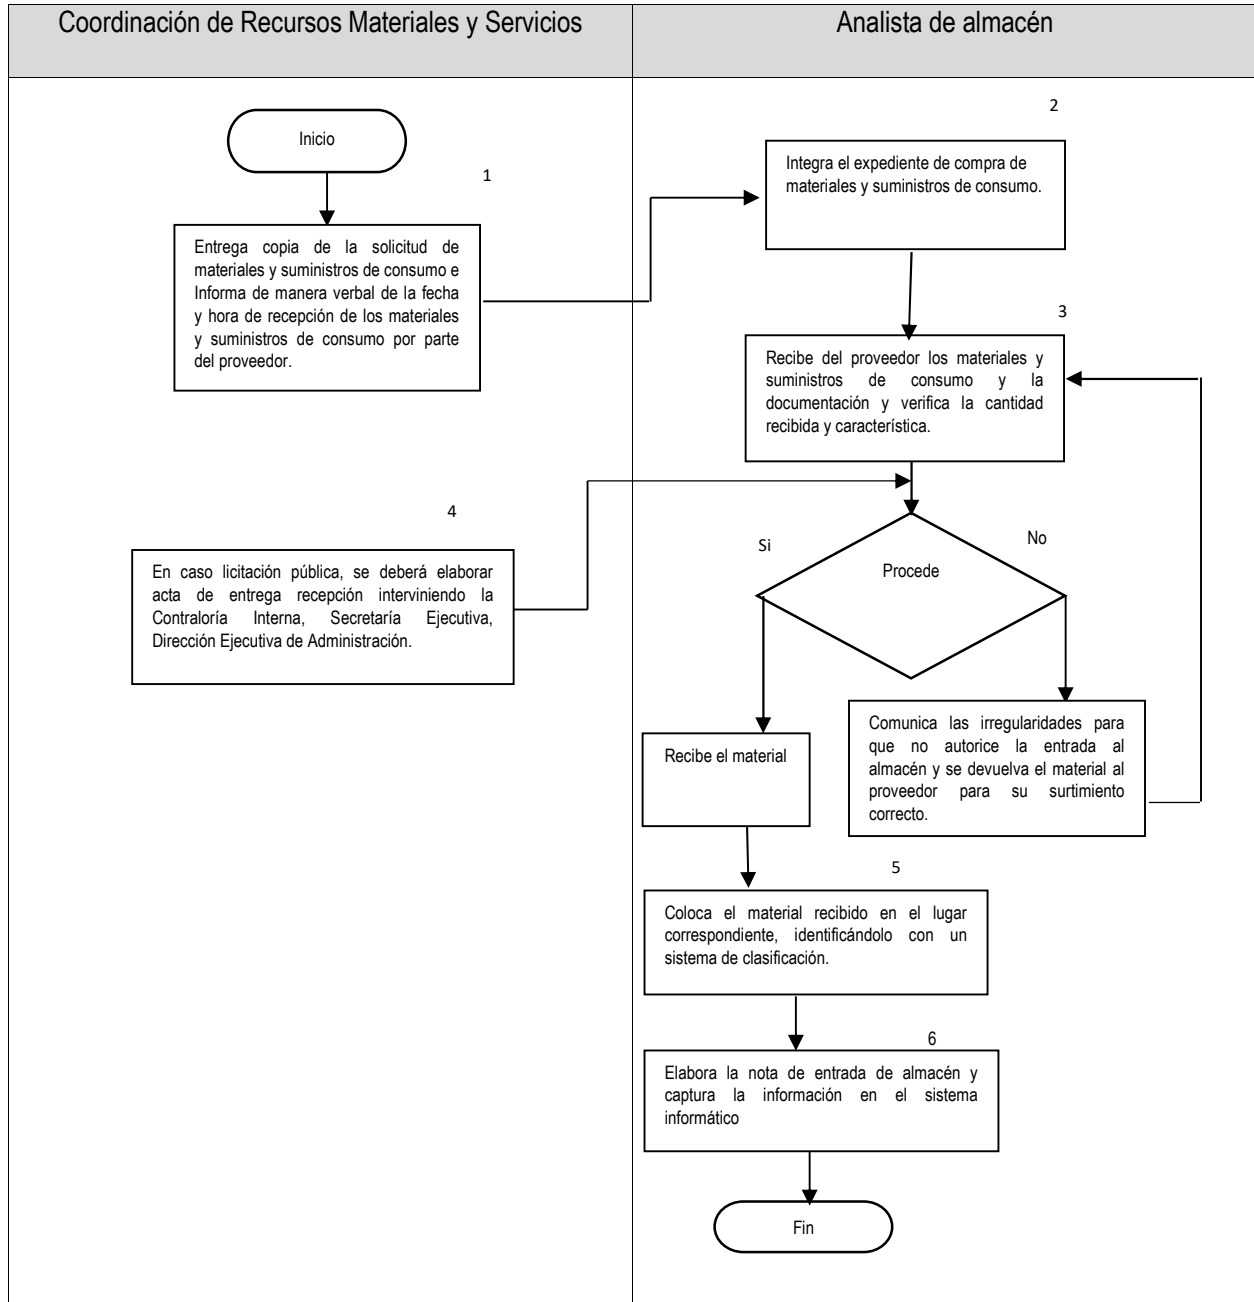 Coordinación de Recursos Materiales y Servicios
Analista de almacén
Inicio
1
Entrega copia de la solicitud de
materiales y suministros de consumo e
Informa de manera verbal de la fecha
y hora de recepción de los materiales
y suministros de consumo por parte
del proveedor.
2
Integra el expediente de compra de
materiales y suministros de consumo.
3
Recibe del proveedor los materiales y
suministros de consumo y la
documentación y verifica la cantidad
recibida y característica.
4
En caso licitación pública, se deberá elaborar
acta de entrega recepción interviniendo la
Contraloría Interna, Secretaría Ejecutiva,
Dirección Ejecutiva de Administración.
Si
No
Procede
Recibe el material
Comunica las irregularidades para
que no autorice la entrada al
almacén y se devuelva el material al
proveedor para su surtimiento
correcto.
5
Coloca el material recibido en el lugar
correspondiente, identificándolo con un
sistema de clasificación.
6
Elabora la nota de entrada de almacén y
captura la información en el sistema
informático
Fin